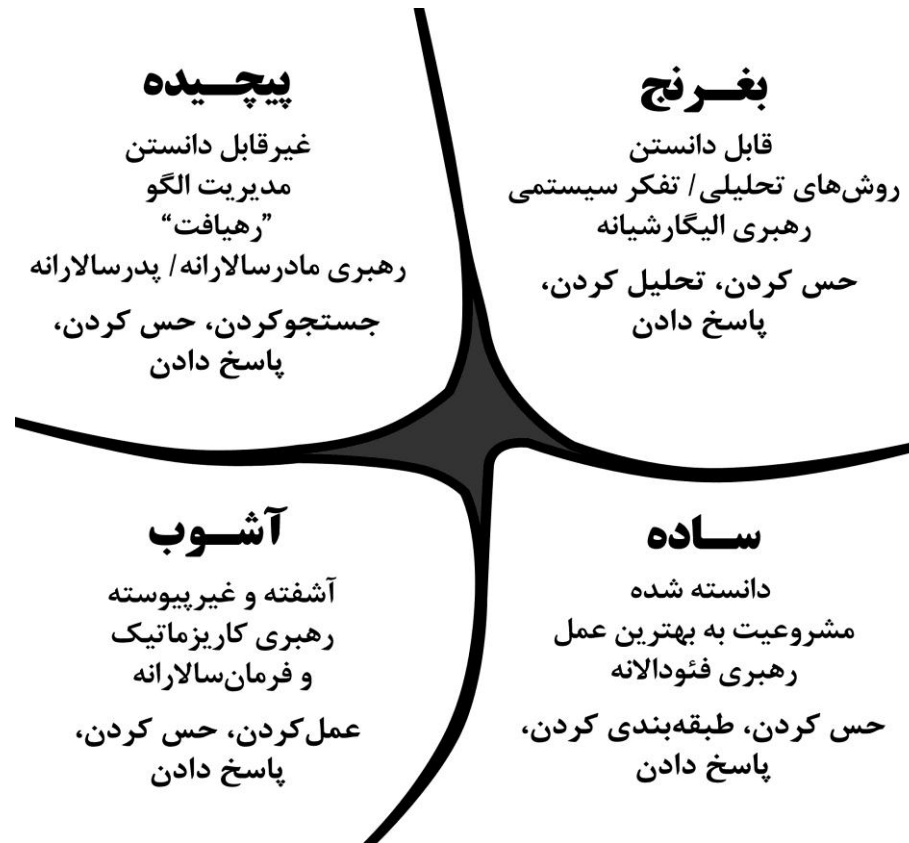 بغرنج
قابل دانستن
روش‌های تحلیلی/ تفکر سیستمی
رهبری الیگارشیانه
حس کردن، تحلیل کردن،
پاسخ دادن
پیچیده
غیرقابل دانستن
مدیریت الگو
”رهیافت“
رهبری مادرسالارانه/ پدرسالارانه
جستجوکردن، حس کردن،
پاسخ دادن
ساده
دانسته شده
مشروعیت به بهترین عمل
رهبری فئودالانه
حس کردن، طبقه‌بندی کردن،
پاسخ دادن
آشوب
آشفته و غیرپیوسته
رهبری کاریزماتیک
و فرمان‌سالارانه
عمل‌کردن، حس کردن،
پاسخ دادن